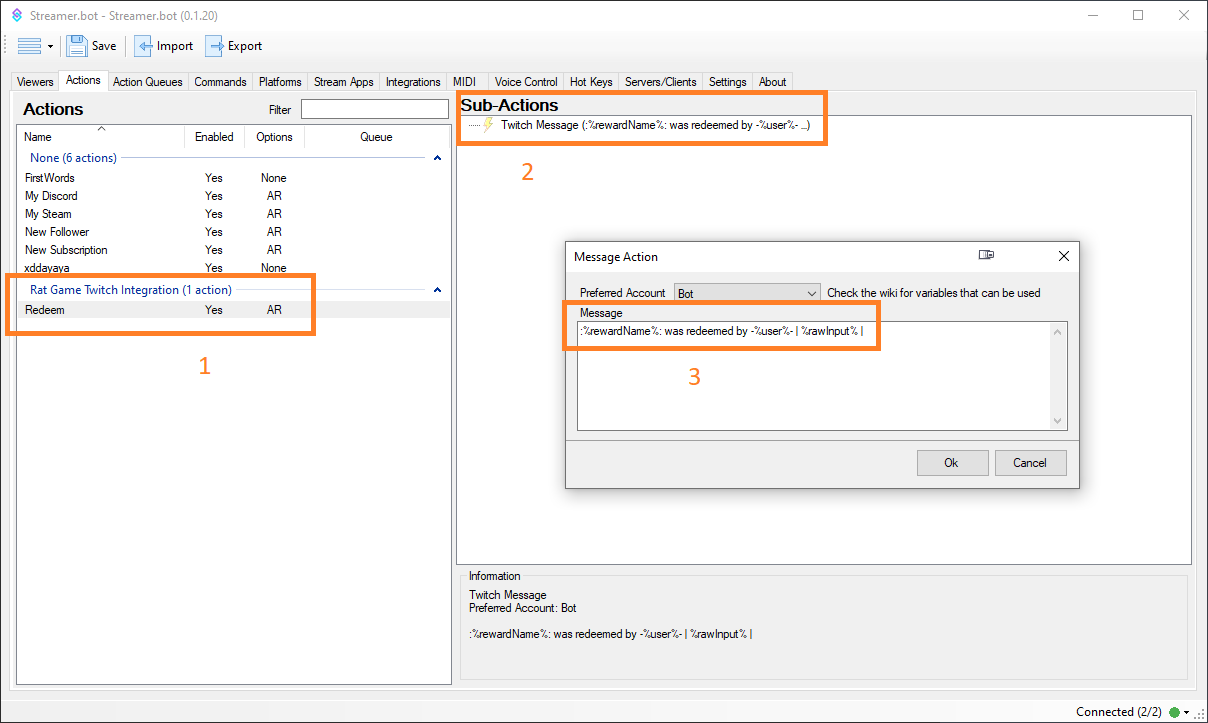 Streamer.bot - Streamer.bot (0.1.20)
Save Import Export
Viewers Actions Action Queues Commands Platforms Stream Apps Integrations MIDI Voice Control Hot Keys Servers/Clients Settings About
Actions Filter
Name Enabled Options Queue
None (6 actions)
FirstWords Yes None
My Discord Yes AR
My Steam Yes AR
New Follower Yes AR
New Subscription Yes AR
xddayaya Yes None
Rat Game Twitch Integration (1 action)
Redeem Yes AR
1
Sub-Actions
Twitch Message (:%rewardName%: was redeemed by -%user%- ...)
2
Message Action
Preferred Account Bot Check the wiki for variables that can be used
Message
:%rewardName%: was redeemed by -%user%- | %rawInput% |
3
Ok Cancel
Information
Twitch Message
Preferred Account: Bot
:%rewardName%: was redeemed by -%user%- | %rawInput% |
Connected (2/2)